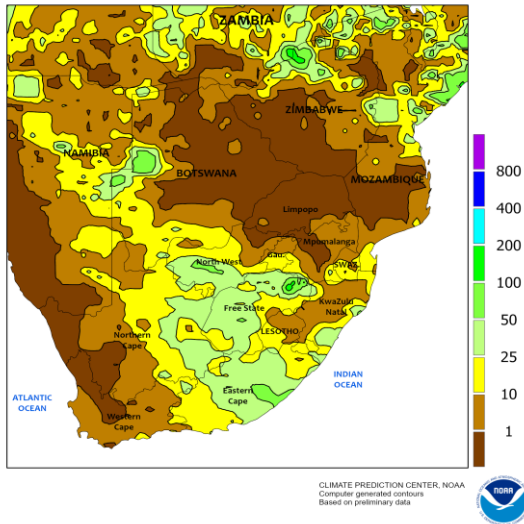 ZAMBIA
ZIMBABWE
NAMIBIA
BOTSWANA
MOZAMBIQUE
Limpopo
Mpumalanga
North West
Gau.
SWAZ.
Free State
KwaZulu
Natal
LESOTHO
Northern
Cape
Eastern
Cape
Western
Cape
ATLANTIC
OCEAN
INDIAN
OCEAN
800
400
200
100
50
25
10
1
CLIMATE PREDICTION CENTER, NOAA
Computer generated contours
Based on preliminary data
NOAA